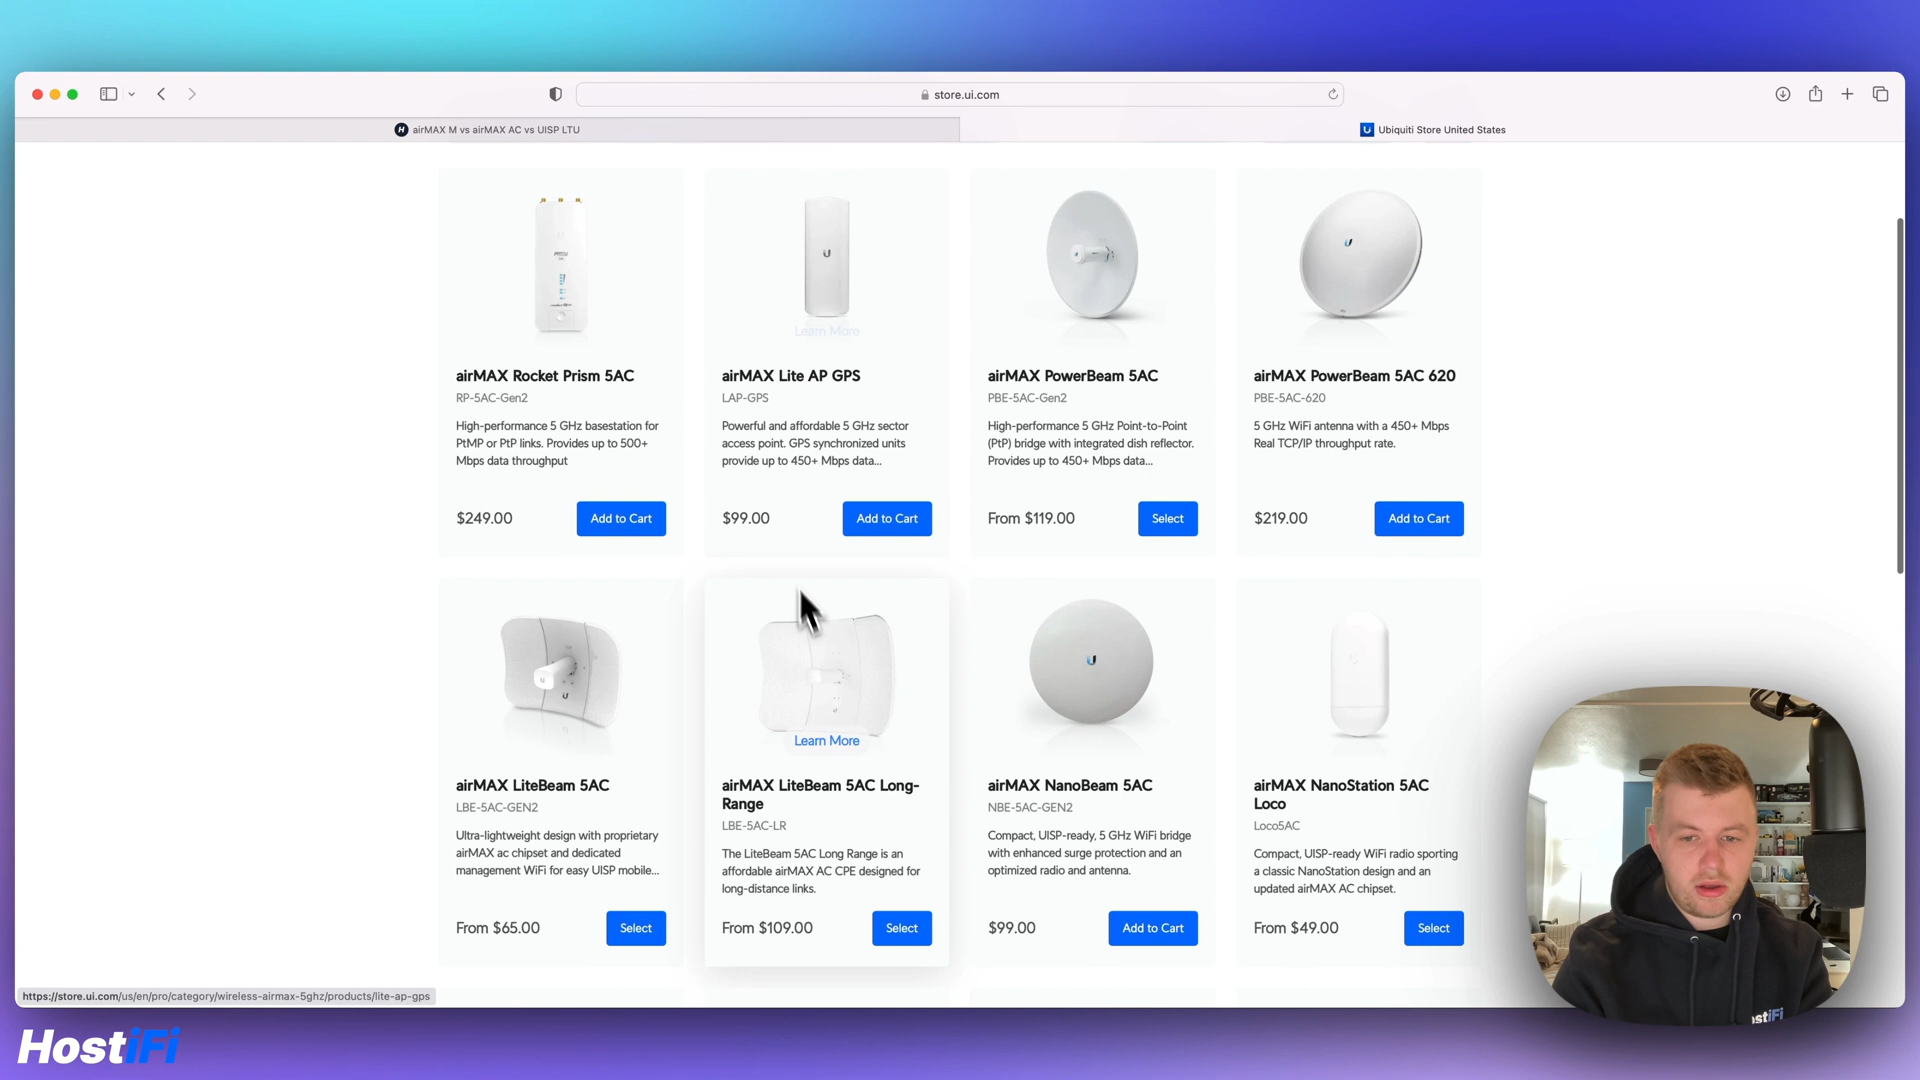 store.ui.com
airMAX M vs airMAX AC vs UISP LTU
Ubiquiti Store United States
Learn More
airMAX Rocket Prism 5AC
RP-5AC-Gen2
High-performance 5 GHz basestation for
PtMP or PtP links. Provides up to 500+
Mbps data throughput
$249.00
Add to Cart
airMAX Lite AP GPS
LAP-GPS
Powerful and affordable 5 GHz sector
access point. GPS synchronized units
provide up to 450+ Mbps data...
$99.00
Add to Cart
airMAX PowerBeam 5AC
PBE-5AC-Gen2
High-performance 5 GHz Point-to-Point
(PtP) bridge with integrated dish reflector.
Provides up to 450+ Mbps data...
From $119.00
Select
airMAX PowerBeam 5AC 620
PBE-5AC-620
5 GHz WiFi antenna with a 450+ Mbps
Real TCP/IP throughput rate.
$219.00
Add to Cart
airMAX LiteBeam 5AC
LBE-5AC-GEN2
Ultra-lightweight design with proprietary
airMAX ac chipset and dedicated
management WiFi for easy UISP mobile...
From $65.00
Select
Learn More
airMAX LiteBeam 5AC Long-
Range
LBE-5AC-LR
The LiteBeam 5AC Long Range is an
affordable airMAX AC CPE designed for
long-distance links.
From $109.00
Select
airMAX NanoBeam 5AC
NBE-5AC-GEN2
Compact, UISP-ready, 5 GHz WiFi bridge
with enhanced surge protection and an
optimized radio and antenna.
$99.00
Add to Cart
airMAX NanoStation 5AC
Loco
Loco5AC
Compact, UISP-ready WiFi radio sporting
a classic NanoStation design and an
updated airMAX AC chipset.
From $49.00
Select
https://store.ui.com/us/en/pro/category/wireless-airmax-5ghz/products/lite-ap-gps
HostiFi
stiFi